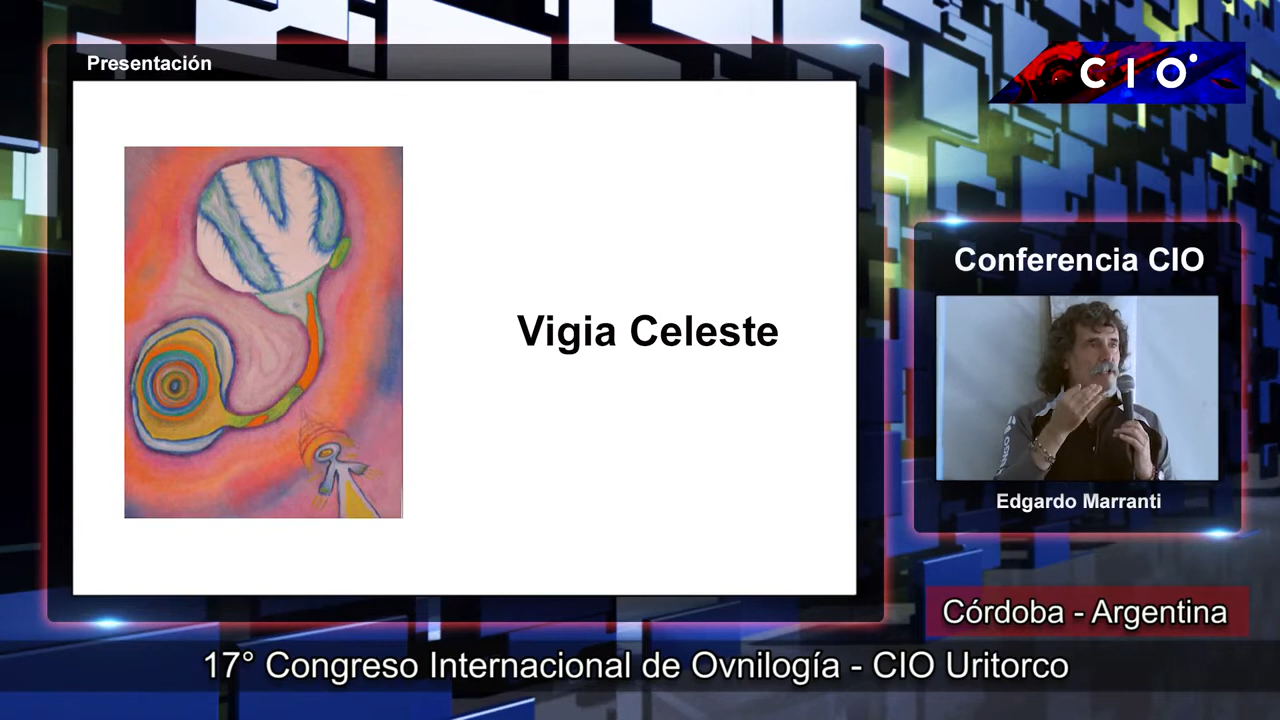 Presentación
CIO
Vigia Celeste
Conferencia CIO
Edgardo Marranti
Córdoba - Argentina
17° Congreso Internacional de Ovnilogía - CIO Uritorco